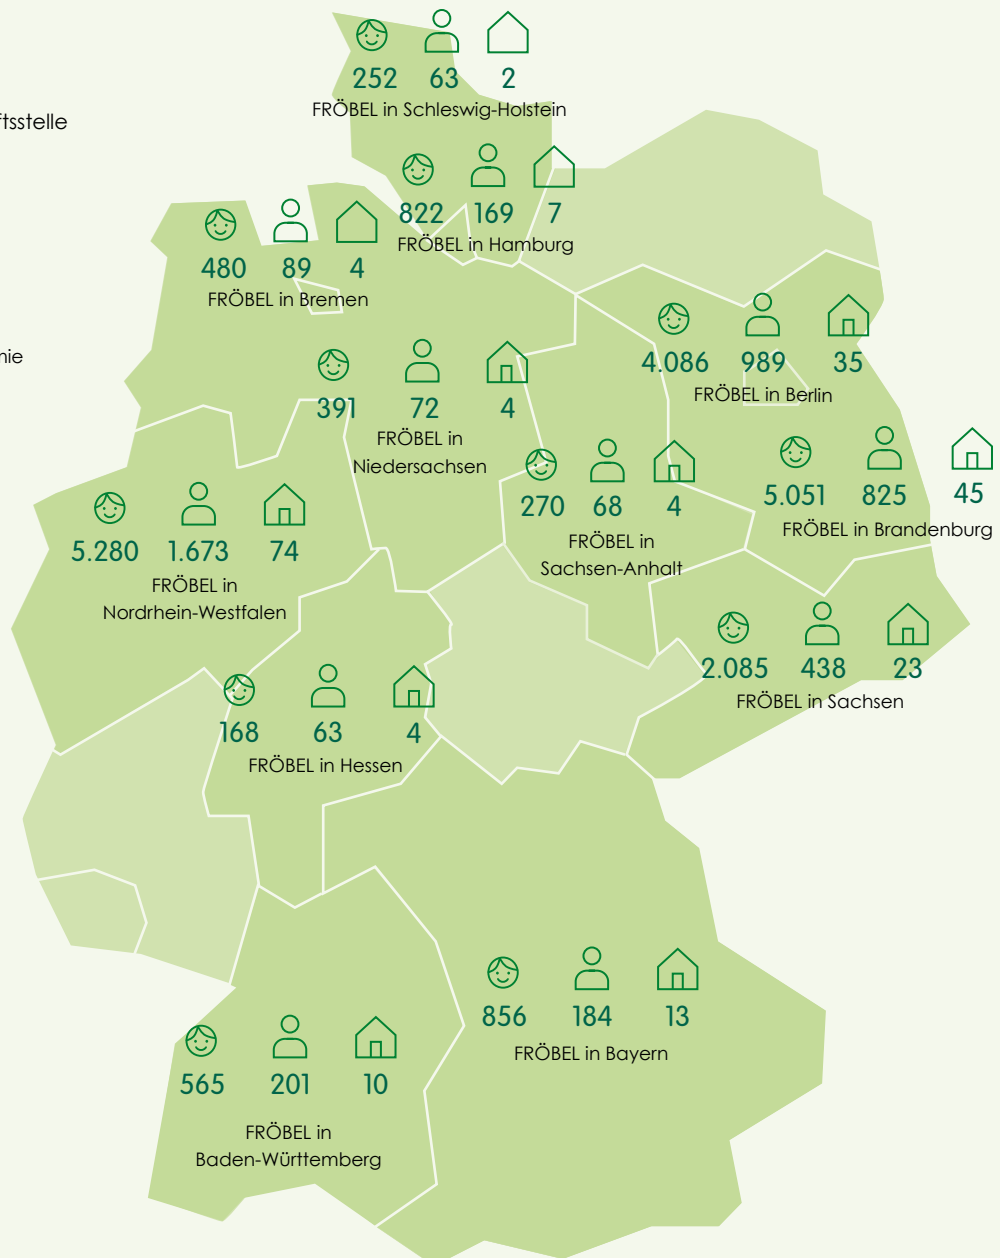 252 63 2
FRÖBEL in Schleswig-Holstein
ftsstelle
822 169 7
FRÖBEL in Hamburg
480 89 4
FRÖBEL in Bremen
4.086 989 35
FRÖBEL in Berlin
nie
391 72 4
FRÖBEL in
Niedersachsen
270 68 4
FRÖBEL in
Sachsen-Anhalt
5.051 825 45
FRÖBEL in Brandenburg
5.280 1.673 74
FRÖBEL in
Nordrhein-Westfalen
2.085 438 23
FRÖBEL in Sachsen
168 63 4
FRÖBEL in Hessen
856 184 13
FRÖBEL in Bayern
565 201 10
FRÖBEL in
Baden-Württemberg